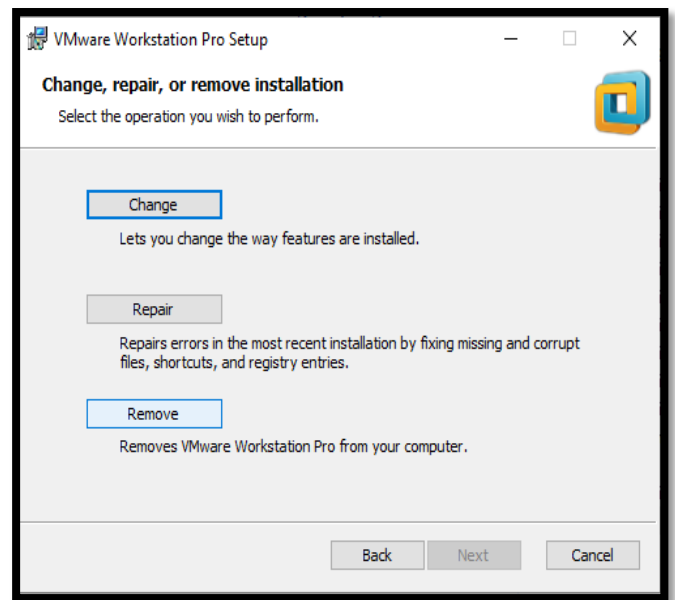 VMware Workstation Pro Setup
Change, repair, or remove installation
Select the operation you wish to perform.
Change
Lets you change the way features are installed.
Repair
Repairs errors in the most recent installation by fixing missing and corrupt
files, shortcuts, and registry entries.
Remove
Removes VMware Workstation Pro from your computer.
Back Next Cancel